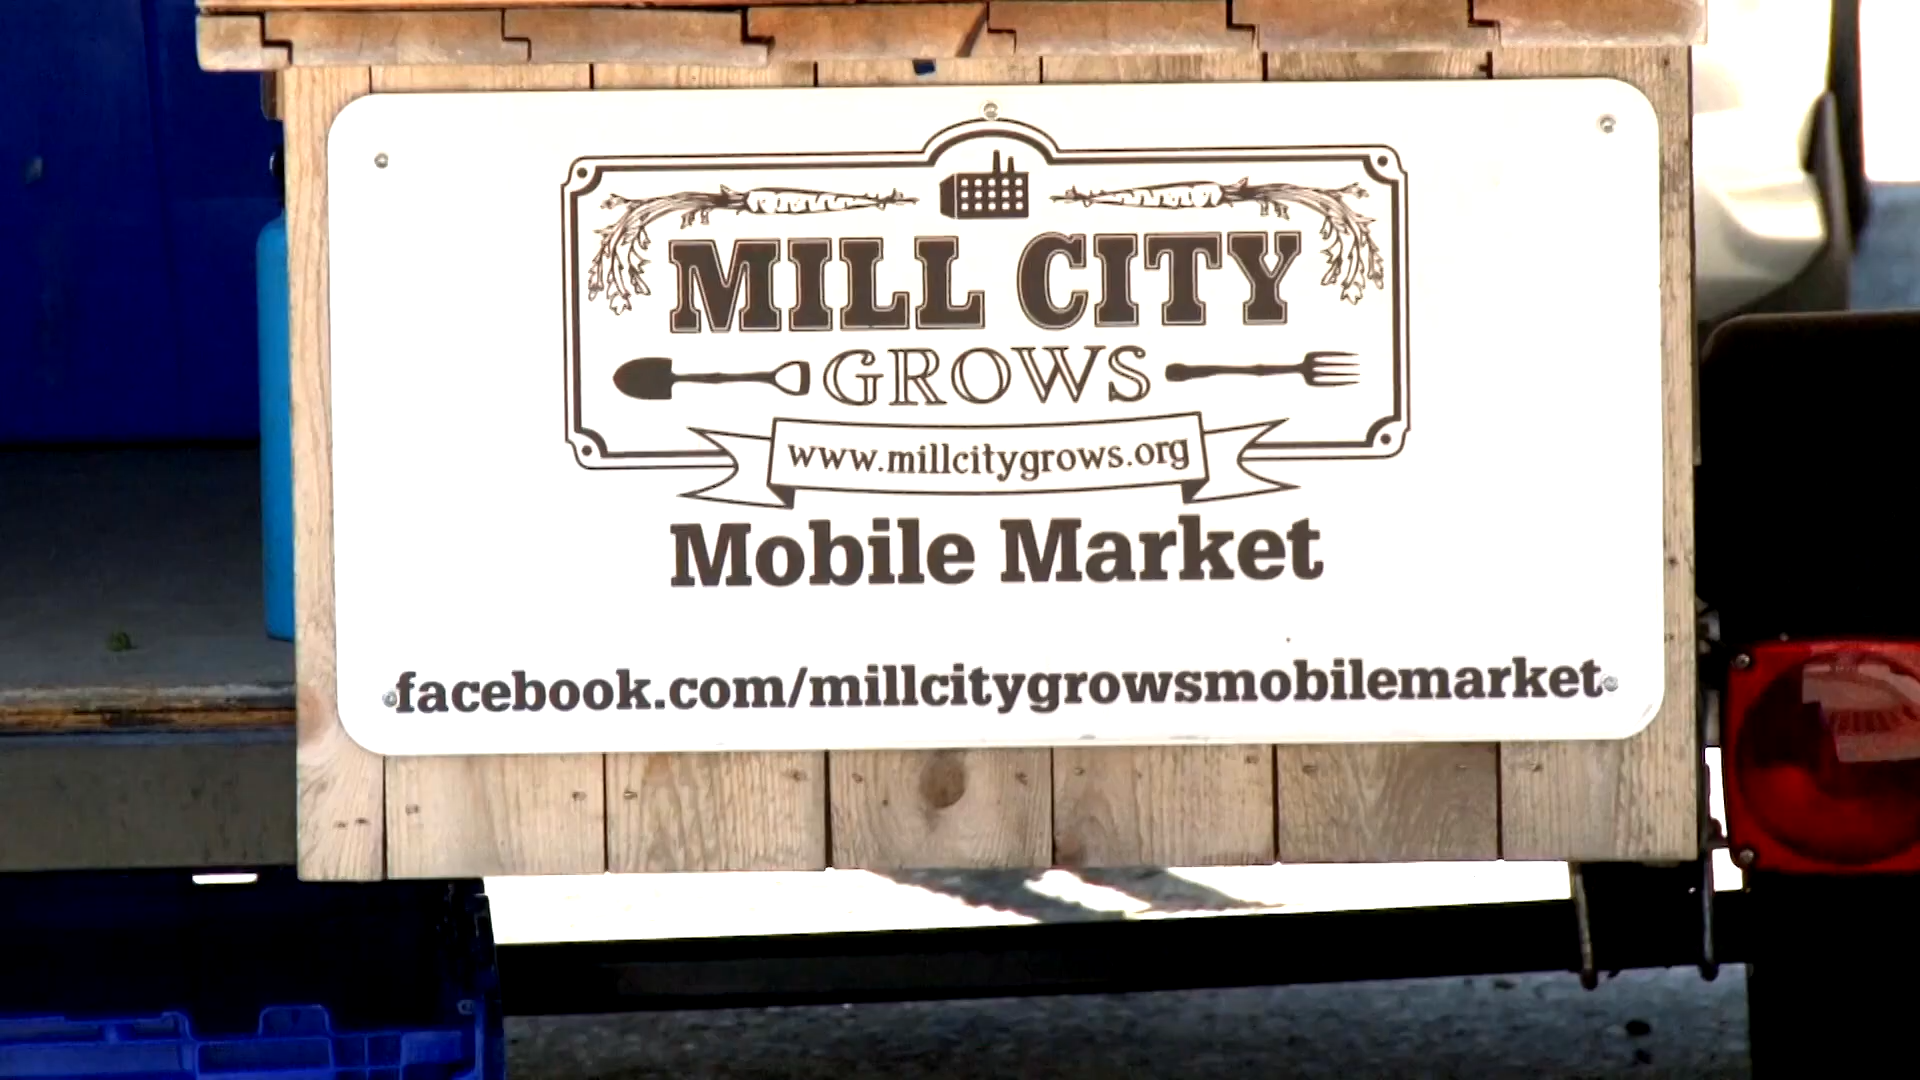 MILL CITY
GROWS
www.millcitygrows.org
Mobile Market
facebook.com/millcitygrowsmobilemarket